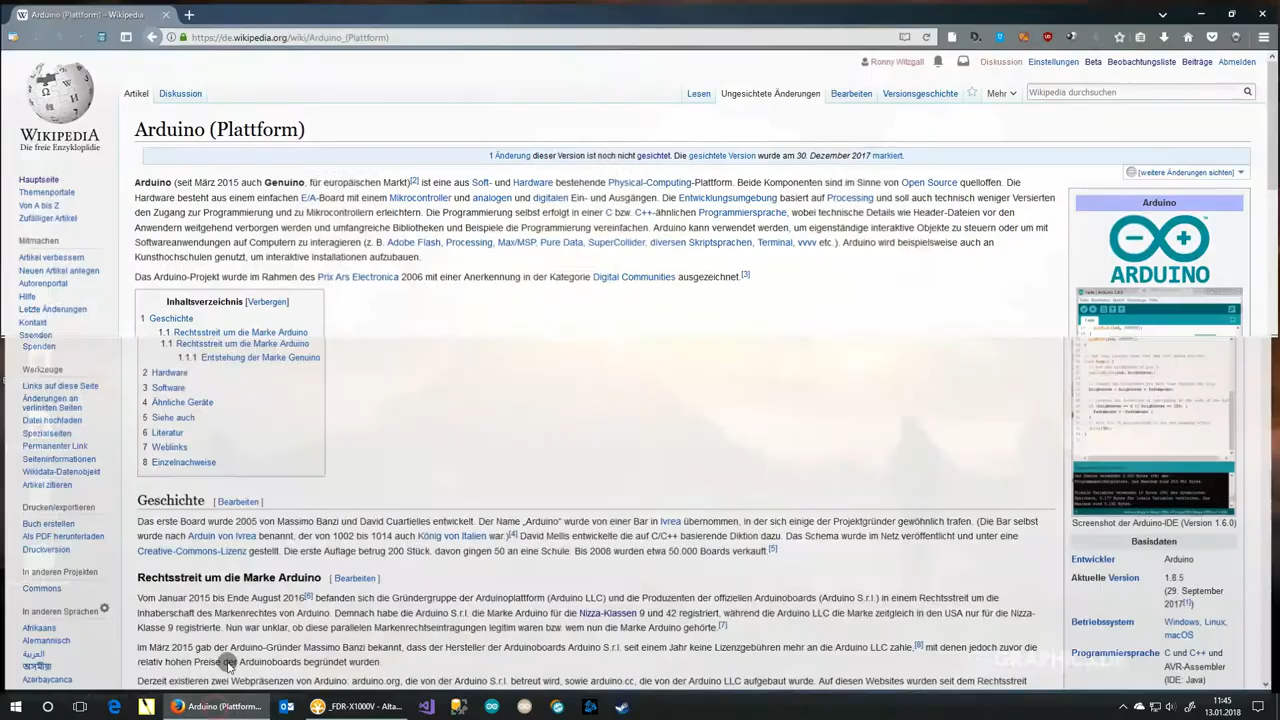 Arduino (Plattform) – Wikipedia
https://de.wikipedia.org/wiki/Arduino_(Plattform)
Ronny Witzgall Diskussion Einstellungen Beta Beobachtungsliste Beiträge Abmelden
Artikel Diskussion Lesen Ungesichtete Änderungen Bearbeiten Versionsgeschichte Mehr Wikipedia durchsuchen
WIKIPEDIA
Die freie Enzyklopädie
Hauptseite
Themenportale
Von A bis Z
Zufälliger Artikel
Mitmachen
Artikel verbessern
Neuen Artikel anlegen
Autorenportal
Hilfe
Letzte Änderungen
Kontakt
Spenden
Spenden
Werkzeuge
Links auf diese Seite
Änderungen an
verlinkten Seiten
Datei hochladen
Spezialseiten
Permanenter Link
Seiteninformationen
Wikidata-Datenobjekt
Artikel zitieren
Drucken/exportieren
Buch erstellen
Als PDF herunterladen
Druckversion
In anderen Projekten
Commons
In anderen Sprachen
Afrikaans
Alemannisch
العربية
অসমীয়া
Azərbaycanca
Arduino (Plattform)
1 Änderung dieser Version ist noch nicht gesichtet. Die gesichtete Version wurde am 30. Dezember 2017 markiert.
[weitere Änderungen sichten]
Arduino (seit März 2015 auch Genuino, für europäischen Markt)[2] ist eine aus Soft- und Hardware bestehende Physical-Computing-Plattform. Beide Komponenten sind im Sinne von Open Source quelloffen. Die
Hardware besteht aus einem einfachen E/A-Board mit einem Mikrocontroller und analogen und digitalen Ein- und Ausgängen. Die Entwicklungsumgebung basiert auf Processing und soll auch technisch weniger Versierten
den Zugang zur Programmierung und zu Mikrocontrollern erleichtern. Die Programmierung selbst erfolgt in einer C bzw. C++-ähnlichen Programmiersprache, wobei technische Details wie Header-Dateien vor den
Anwendern weitgehend verborgen werden und umfangreiche Bibliotheken und Beispiele die Programmierung vereinfachen. Arduino kann verwendet werden, um eigenständige interaktive Objekte zu steuern oder um mit
Softwareanwendungen auf Computern zu interagieren (z. B. Adobe Flash, Processing, Max/MSP, Pure Data, SuperCollider, diversen Skriptsprachen, Terminal, vvvv etc.). Arduino wird beispielsweise auch an
Kunsthochschulen genutzt, um interaktive Installationen aufzubauen.
Das Arduino-Projekt wurde im Rahmen des Prix Ars Electronica 2006 mit einer Anerkennung in der Kategorie Digital Communities ausgezeichnet.[3]
Inhaltsverzeichnis [Verbergen]
1 Geschichte
1.1 Rechtsstreit um die Marke Arduino
1.1 Rechtsstreit um die Marke Arduino
1.1.1 Entstehung der Marke Genuino
2 Hardware
3 Software
4 Ähnliche Geräte
5 Siehe auch
6 Literatur
7 Weblinks
8 Einzelnachweise
Geschichte [ Bearbeiten ]
Das erste Board wurde 2005 von Massimo Banzi und David Cuartielles entwickelt. Der Name „Arduino“ wurde von einer Bar in Ivrea übernommen, in der sich einige der Projektgründer gewöhnlich trafen. (Die Bar selbst
wurde nach Arduin von Ivrea benannt, der von 1002 bis 1014 auch König von Italien war.)[4] David Mellis entwickelte die auf C/C++ basierende Diktion dazu. Das Schema wurde im Netz veröffentlicht und unter eine
Creative-Commons-Lizenz gestellt. Die erste Auflage betrug 200 Stück. davon gingen 50 an eine Schule. Bis 2008 wurden etwa 50.000 Boards verkauft.[5]
Rechtsstreit um die Marke Arduino [ Bearbeiten ]
Vom Januar 2015 bis Ende August 2016[6] befanden sich die Gründergruppe der Arduinoplattform (Arduino LLC) und die Produzenten der offiziellen Arduinoboards (Arduino S.r.l.) in einem Rechtsstreit um die
Inhaberschaft des Markenrechtes von Arduino. Demnach habe die Arduino S.r.l. die Marke Arduino zeitgleich für die Nizza-Klassen 9 und 42 registriert, während die Arduino LLC die Marke zeitgleich in den USA nur für die Nizza-
Klasse 9 registrierte. Nun war unklar, ob diese parallelen Markenrechtseintragungen legitim waren bzw. wem nun die Marke Arduino gehörte.[7]
Im März 2015 gab der Arduino-Gründer Massimo Banzi bekannt, dass der Hersteller der Arduinoboards Arduino S.r.l. seit einem Jahr keine Lizenzgebühren mehr an die Arduino LLC zahle,[8] mit denen jedoch zuvor die
relativ hohen Preise der Arduinoboards begründet wurden.
Derzeit existieren zwei Webpräsenzen von Arduino. arduino.org, die von der Arduino S.r.l. betreut wird, sowie arduino.cc, die von der Arduino LLC aufgebaut wurde. Auf diesen Websites wurden seit dem Rechtsstreit
Arduino
ARDUINO
Screenshot der Arduino-IDE (Version 1.6.0)
Basisdaten
Entwickler Arduino
Aktuelle Version 1.8.5
(29. September
2017[1])
Betriebssystem Windows, Linux,
macOS
Programmiersprache C und C++ und
AVR-Assembler
(IDE: Java)
Arduino (Plattform...
_FDR-X1000V - Alta...
11:45
13.01.2018